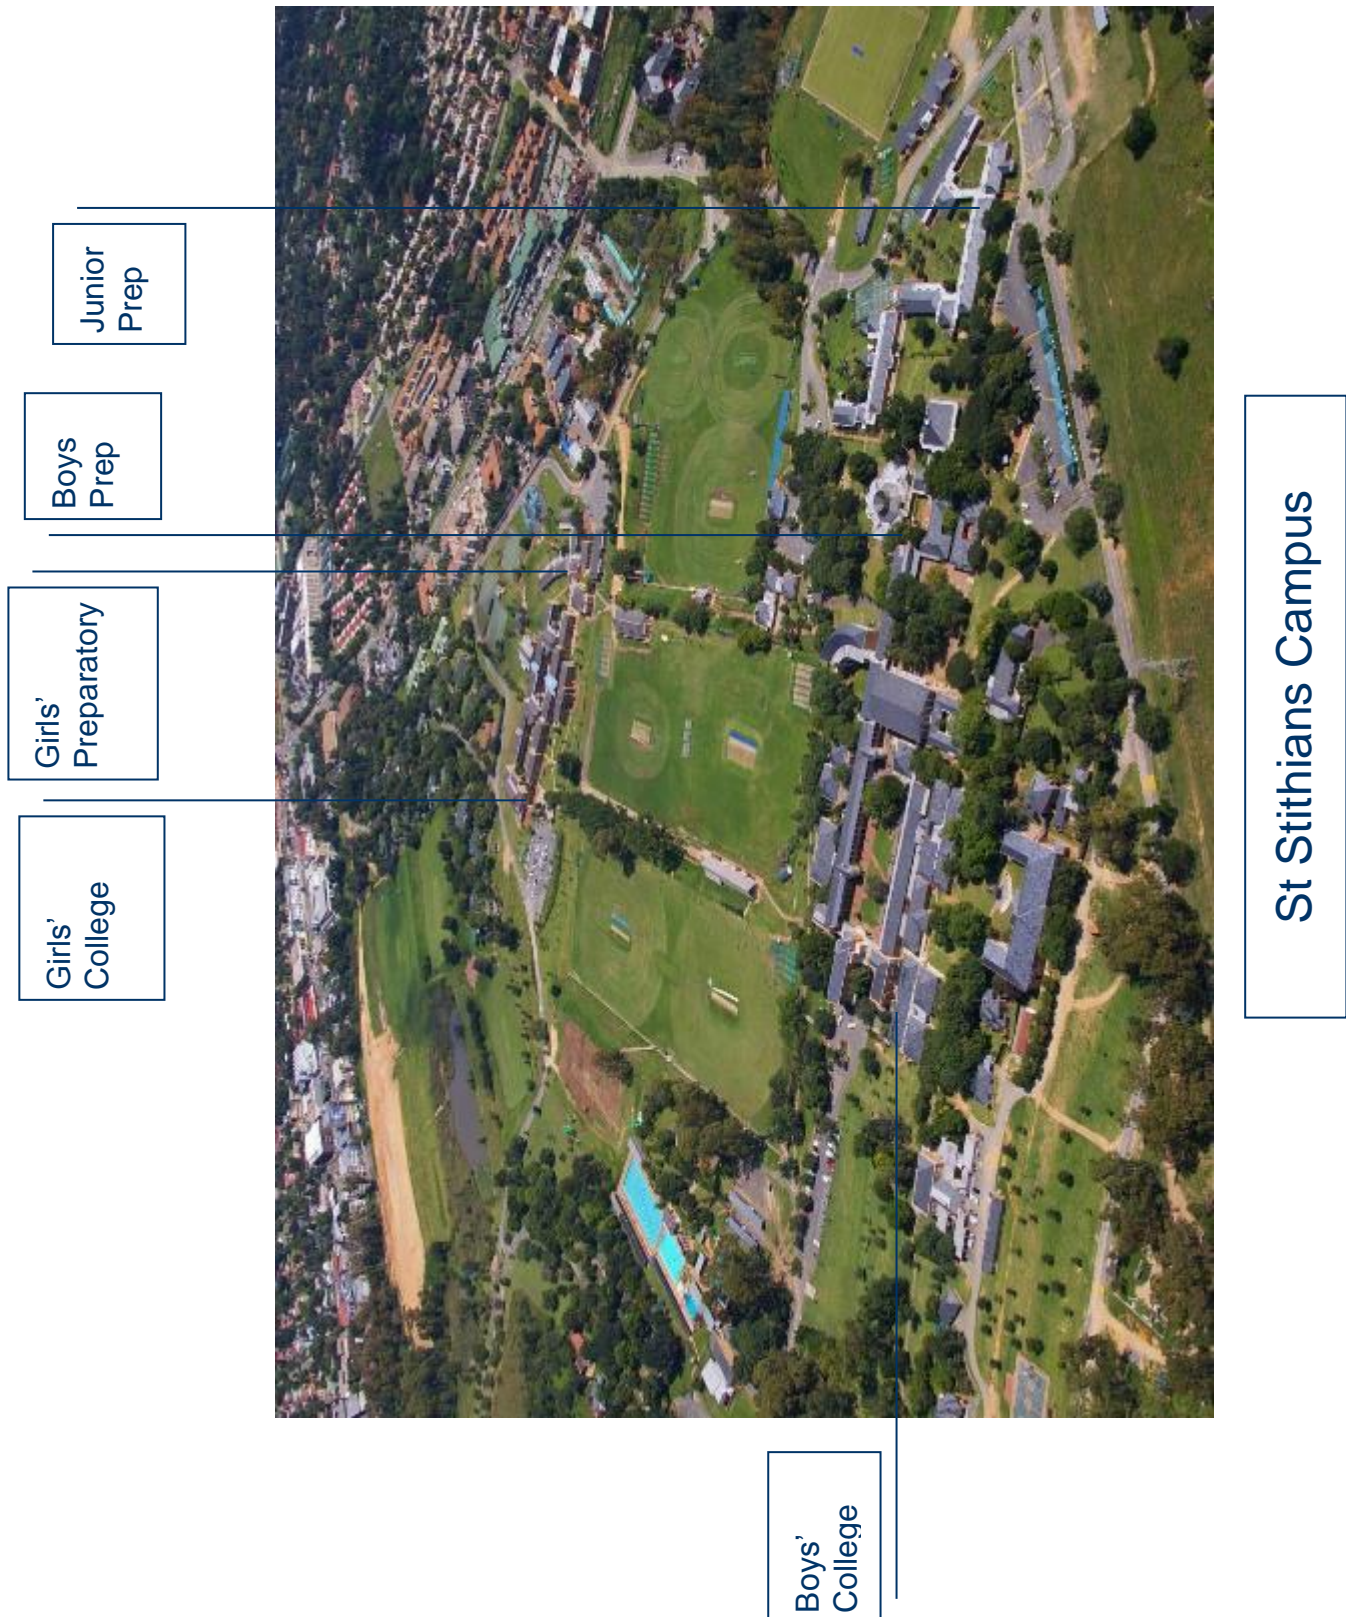 St Stithians Campus
Junior
Prep
Boys
Prep
Girls’
Preparatory
Girls’
College
Boys’
College